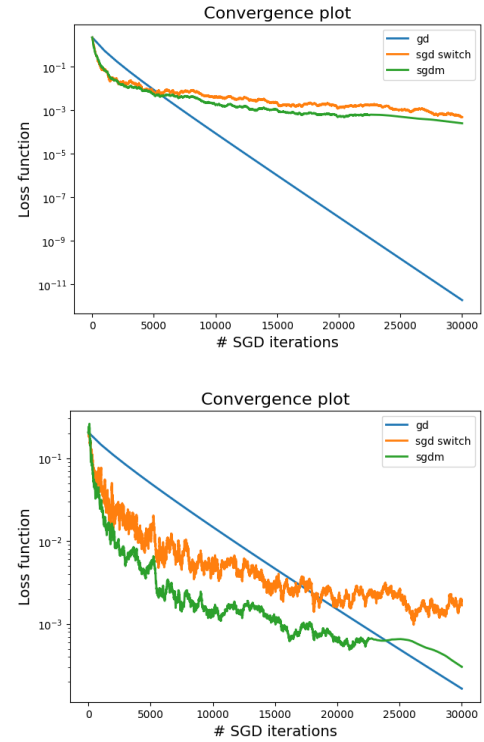 Convergence plot
gd
sgd switch
sgdm
10⁻¹
10⁻³
10⁻⁵
10⁻⁷
10⁻⁹
10⁻¹¹
Loss function
0 5000 10000 15000 20000 25000 30000
# SGD iterations
Convergence plot
gd
sgd switch
sgdm
10⁻¹
10⁻²
10⁻³
Loss function
0 5000 10000 15000 20000 25000 30000
# SGD iterations